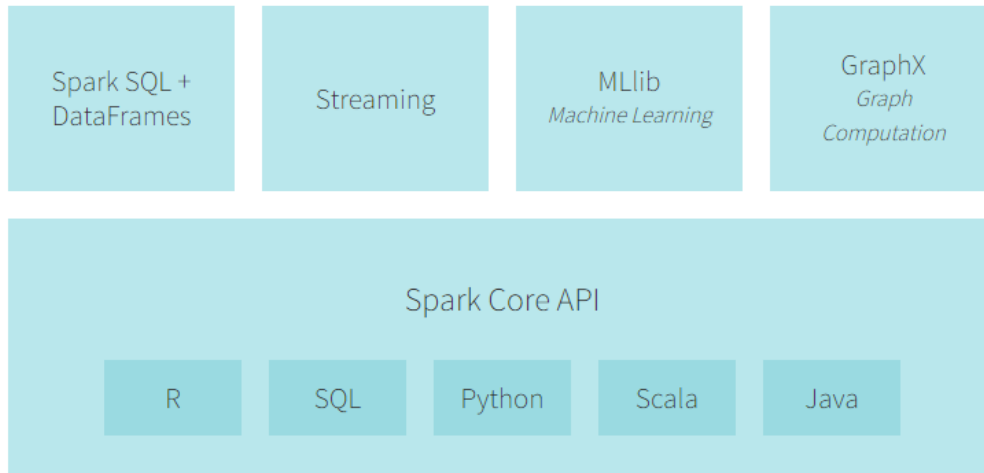 Spark SQL +
DataFrames
Streaming
MLlib
Machine Learning
GraphX
Graph
Computation
Spark Core API
R
SQL
Python
Scala
Java